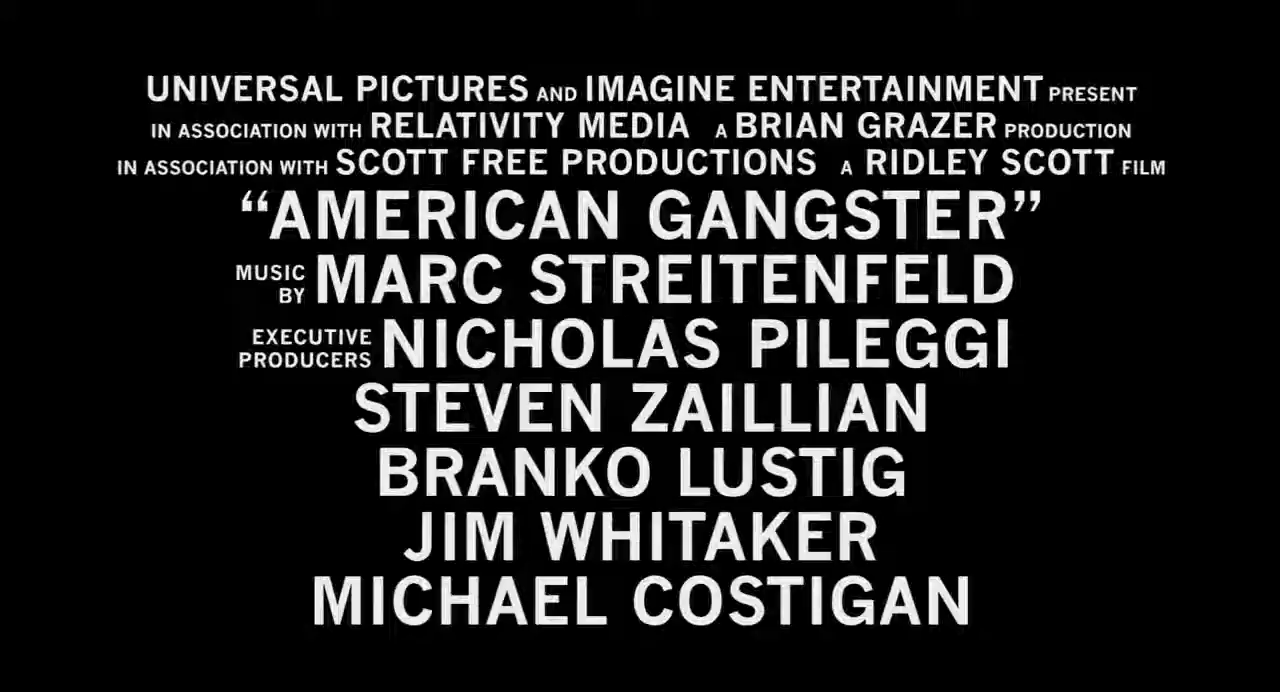 UNIVERSAL PICTURES AND IMAGINE ENTERTAINMENT PRESENT
IN ASSOCIATION WITH RELATIVITY MEDIA A BRIAN GRAZER PRODUCTION
IN ASSOCIATION WITH SCOTT FREE PRODUCTIONS A RIDLEY SCOTT FILM
“AMERICAN GANGSTER”
MUSIC BY MARC STREITENFELD
EXECUTIVE PRODUCERS NICHOLAS PILEGGI
STEVEN ZAILLIAN
BRANKO LUSTIG
JIM WHITAKER
MICHAEL COSTIGAN